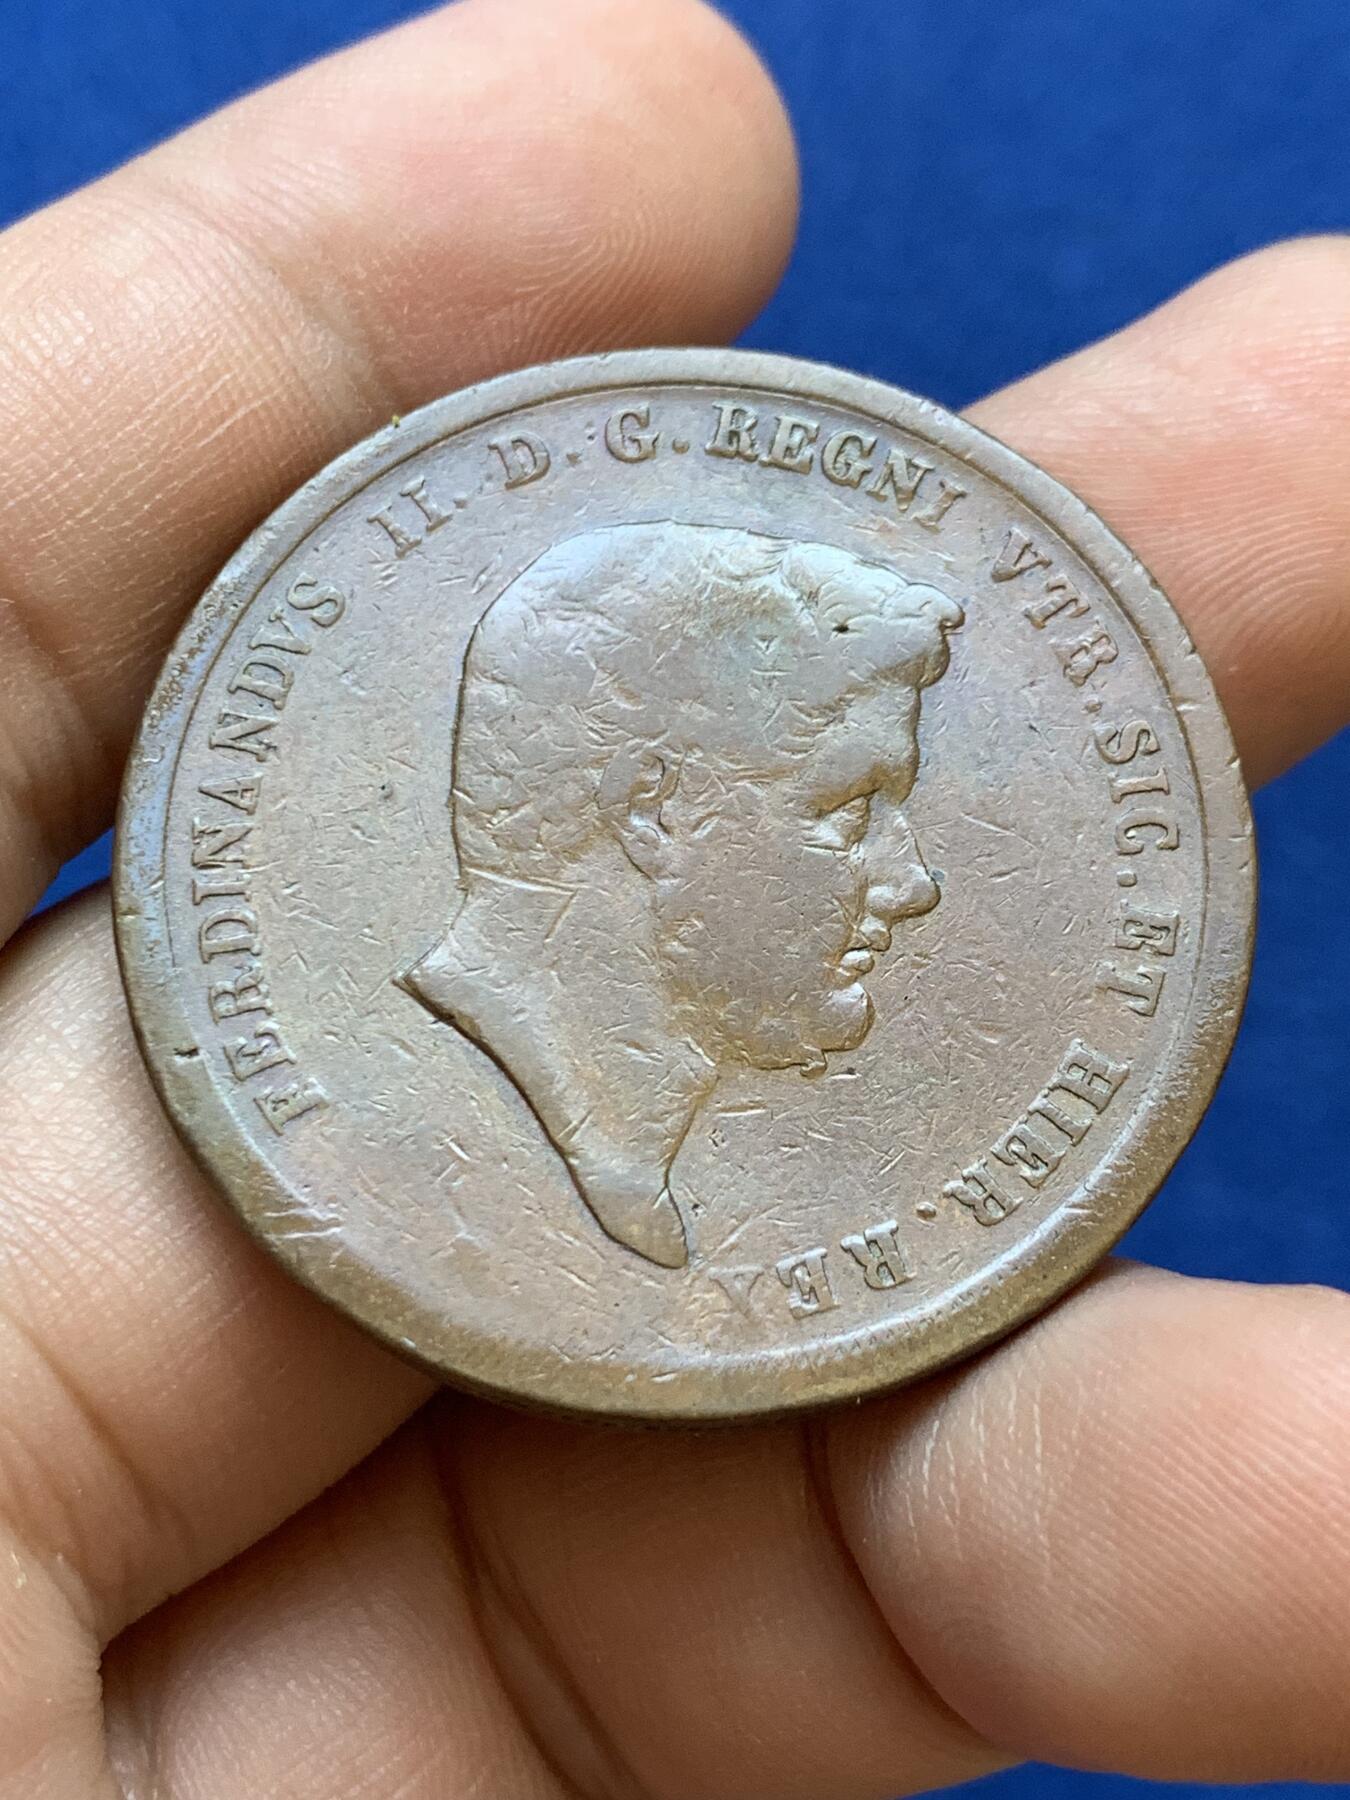 FERDINANDVS II. D. G. REGNI VTR. SIC. ET HIER. REX